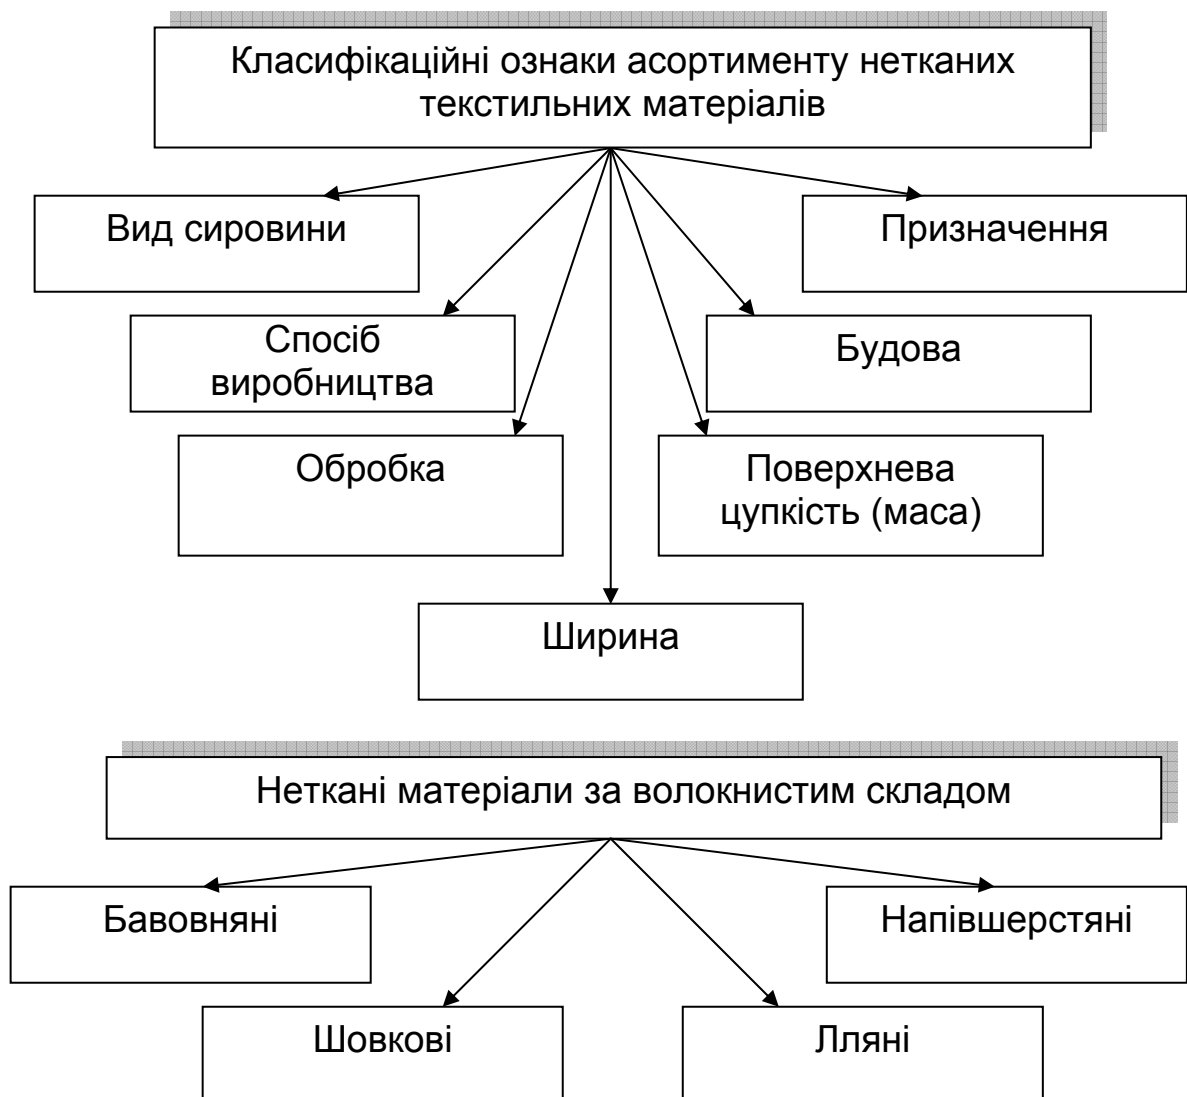 Класифікаційні ознаки асортименту нетканих
текстильних матеріалів
Вид сировини
Призначення
Спосіб
виробництва
Будова
Обробка
Поверхнева
цупкість (маса)
Ширина
Неткані матеріали за волокнистим складом
Бавовняні
Напівшерстяні
Шовкові
Лляні